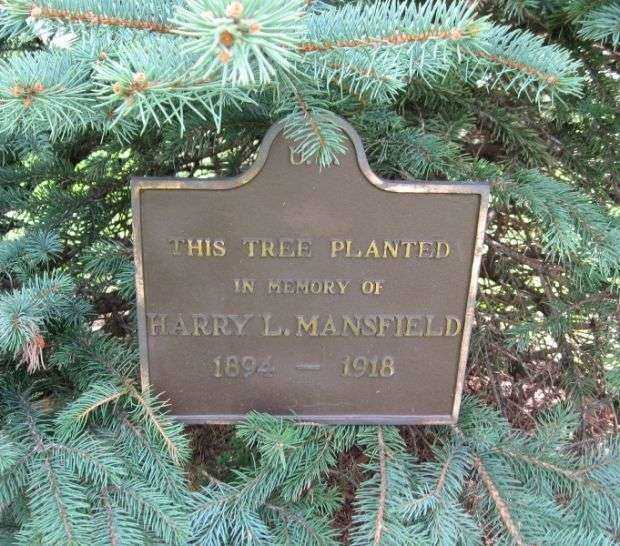 THIS TREE PLANTED
IN MEMORY OF
HARRY L. MANSFIELD
1894 — 1918